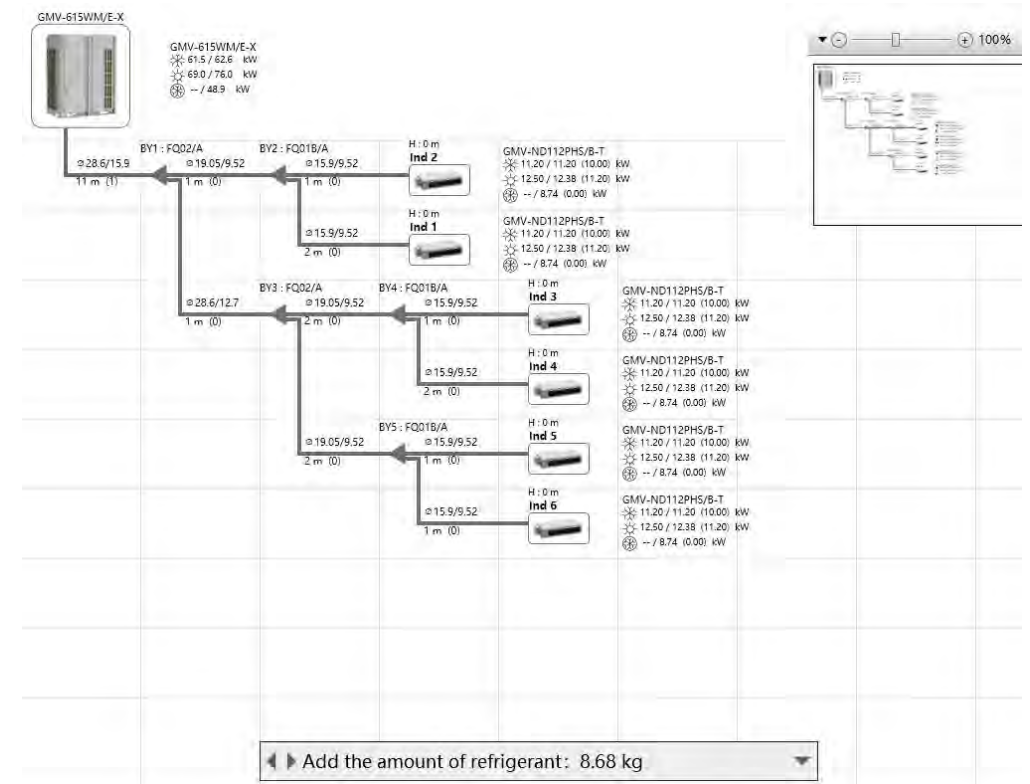 GMV-615WM/E-X
GMV-615WM/E-X
61.5 / 62.6 kW
69.0 / 76.0 kW
-- / 48.9 kW
100%
BY1 : FQ02/A
BY2 : FQ01B/A
H : 0 m
Ind 2
⌀28.6/15.9
⌀19.05/9.52
⌀15.9/9.52
11 m (1)
1 m (0)
1 m (0)
GMV-ND112PHS/B-T
11.20 / 11.20 (10.00) kW
12.50 / 12.38 (11.20) kW
-- / 8.74 (0.00) kW
H : 0 m
Ind 1
⌀15.9/9.52
2 m (0)
GMV-ND112PHS/B-T
11.20 / 11.20 (10.00) kW
12.50 / 12.38 (11.20) kW
-- / 8.74 (0.00) kW
BY3 : FQ02/A
BY4 : FQ01B/A
H : 0 m
Ind 3
⌀28.6/12.7
⌀19.05/9.52
⌀15.9/9.52
1 m (0)
2 m (0)
1 m (0)
GMV-ND112PHS/B-T
11.20 / 11.20 (10.00) kW
12.50 / 12.38 (11.20) kW
-- / 8.74 (0.00) kW
H : 0 m
Ind 4
⌀15.9/9.52
2 m (0)
GMV-ND112PHS/B-T
11.20 / 11.20 (10.00) kW
12.50 / 12.38 (11.20) kW
-- / 8.74 (0.00) kW
BY5 : FQ01B/A
H : 0 m
Ind 5
⌀19.05/9.52
⌀15.9/9.52
2 m (0)
1 m (0)
GMV-ND112PHS/B-T
11.20 / 11.20 (10.00) kW
12.50 / 12.38 (11.20) kW
-- / 8.74 (0.00) kW
H : 0 m
Ind 6
⌀15.9/9.52
1 m (0)
GMV-ND112PHS/B-T
11.20 / 11.20 (10.00) kW
12.50 / 12.38 (11.20) kW
-- / 8.74 (0.00) kW
Add the amount of refrigerant: 8.68 kg